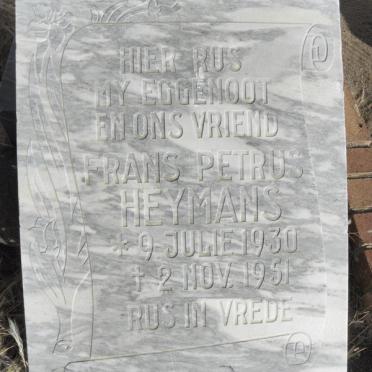 HIER RUS
MY EGGENOOT
EN ONS VRIEND
FRANS PETRUS
HEYMANS
* 9 JULIE 1930
† 2 NOV. 1951
RUS IN VREDE